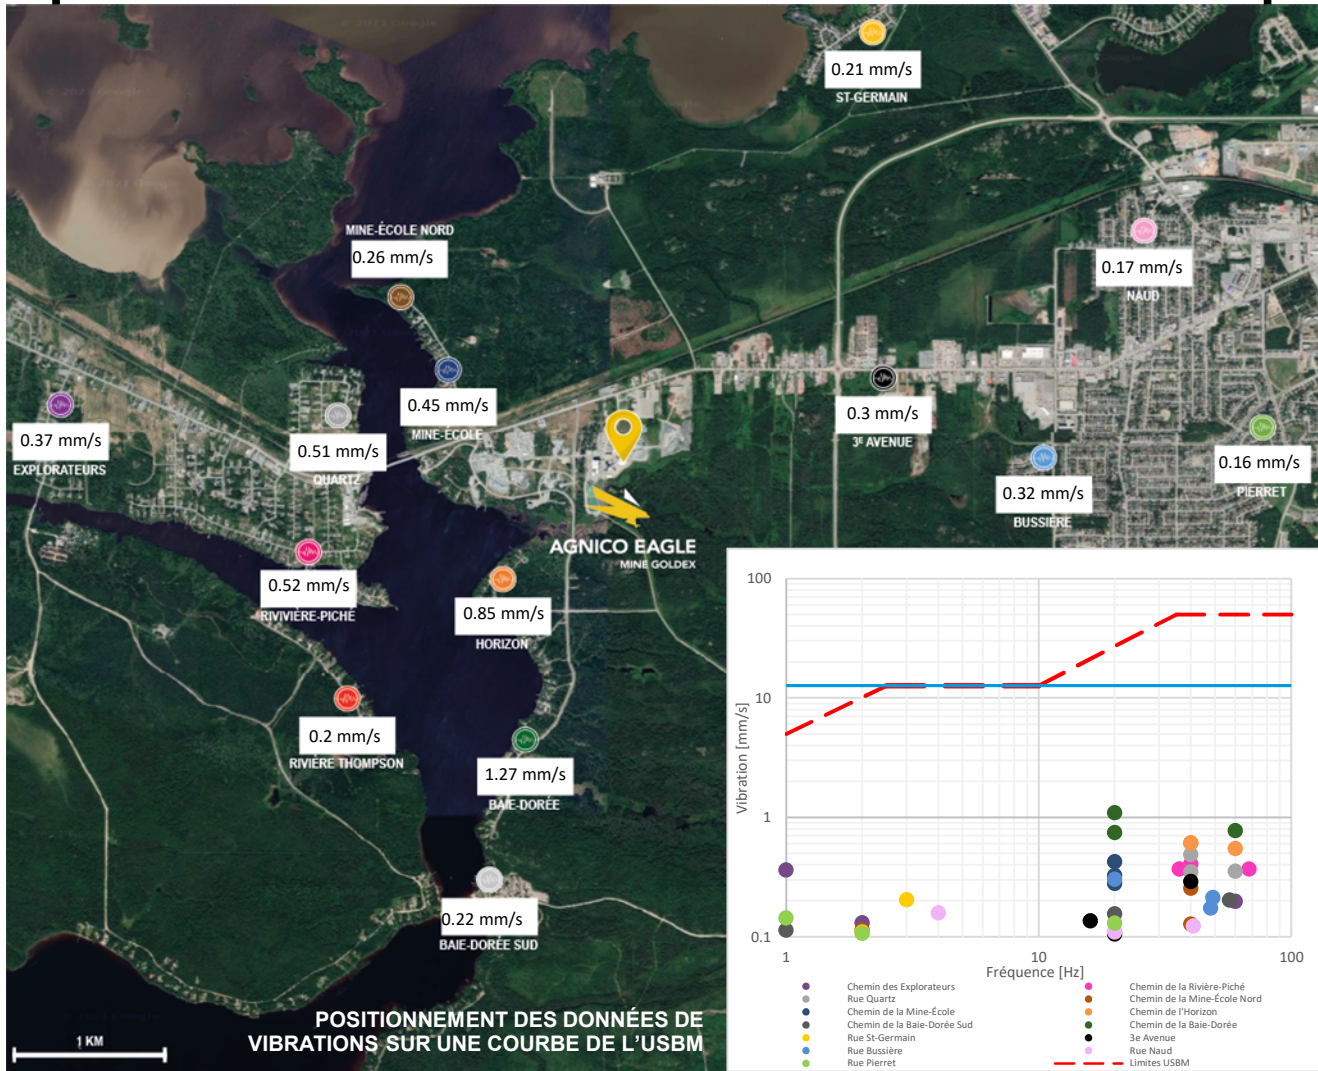 0.21 mm/s
ST-GERMAIN
MINE-ÉCOLE NORD
0.26 mm/s
0.17 mm/s
NAUD
0.45 mm/s
MINE-ÉCOLE
0.37 mm/s
EXPLORATEURS
0.51 mm/s
QUARTZ
0.3 mm/s
3E AVENUE
0.16 mm/s
PIERRET
0.32 mm/s
BUSSIÈRE
AGNICO EAGLE
MINE GOLDEX
0.52 mm/s
RIVIVIÈRE-PICHÉ
0.85 mm/s
HORIZON
0.2 mm/s
RIVIÈRE THOMPSON
1.27 mm/s
BAIE-DORÉE
0.22 mm/s
BAIE-DORÉE SUD
POSITIONNEMENT DES DONNÉES DE
VIBRATIONS SUR UNE COURBE DE L'USBM
1 KM
100
10
1
0.1
Vibration [mm/s]
1
10
100
Fréquence [Hz]
Chemin des Explorateurs
Chemin de la Rivière-Piché
Rue Quartz
Chemin de la Mine-École Nord
Chemin de la Mine-École
Chemin de l'Horizon
Chemin de la Baie-Dorée Sud
Chemin de la Baie-Dorée
Rue St-Germain
3e Avenue
Rue Bussière
Rue Naud
Rue Pierret
Limites USBM